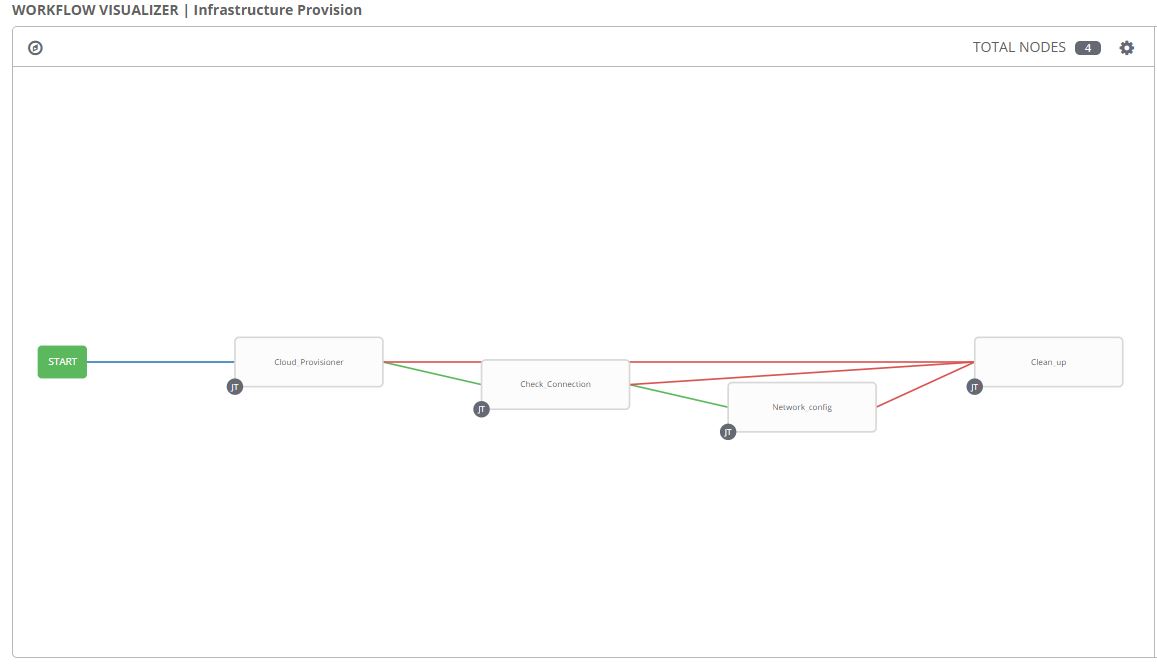 WORKFLOW VISUALIZER | Infrastructure Provision
TOTAL NODES 4
START
Cloud_Provisioner
JT
Check_Connection
JT
Network_config
JT
Clean_up
JT